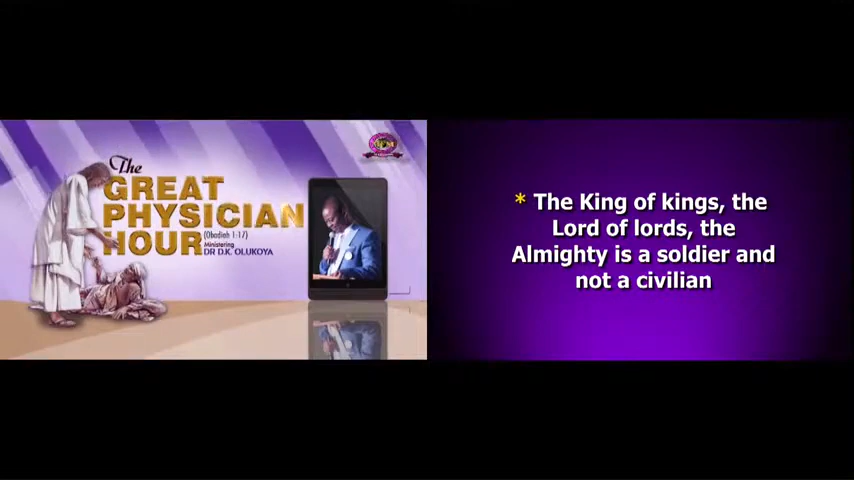 The
GREAT
PHYSICIAN
HOUR
(Obadiah 1:17)
Ministering
DR D.K. OLUKOYA
* The King of kings, the
Lord of lords, the
Almighty is a soldier and
not a civilian